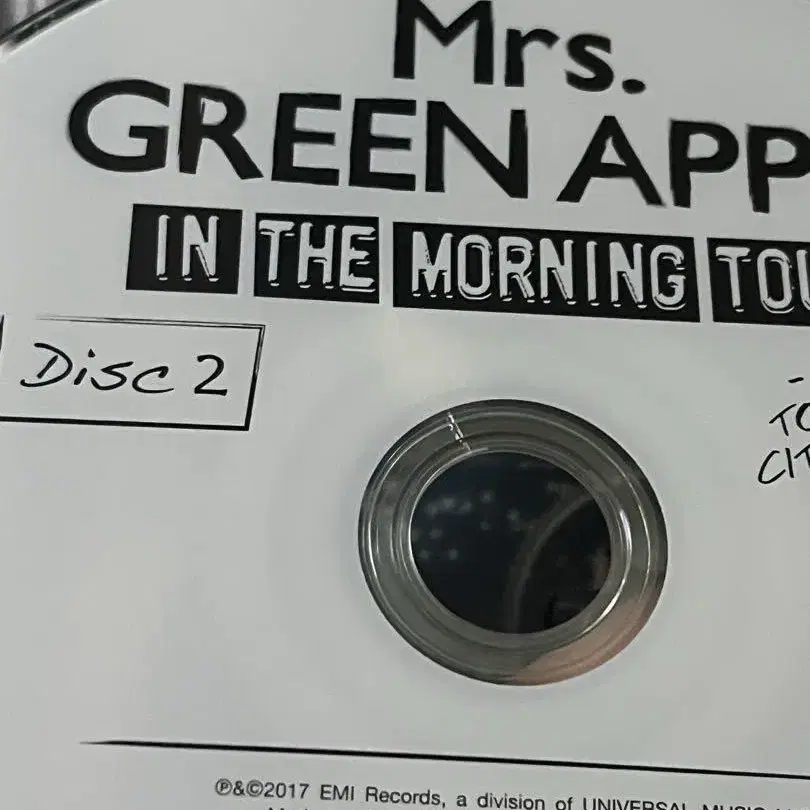 Mrs.
GREEN APP
IN THE MORNING TOU
Disc 2
TO
CIT
℗&©2017 EMI Records, a division of UNIVERSAL MUSIC